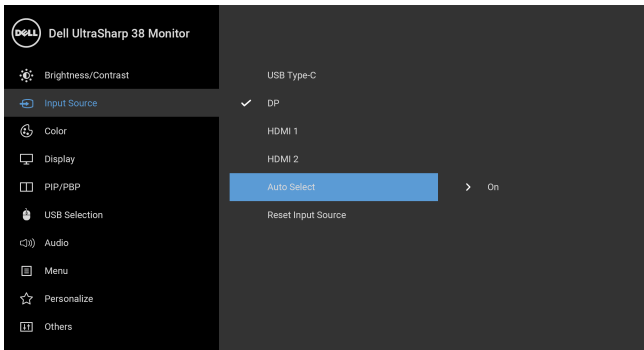 DELL Dell UltraSharp 38 Monitor
Brightness/Contrast
USB Type-C
Input Source
DP
Color
HDMI 1
Display
HDMI 2
PIP/PBP
Auto Select
On
USB Selection
Reset Input Source
Audio
Menu
Personalize
Others